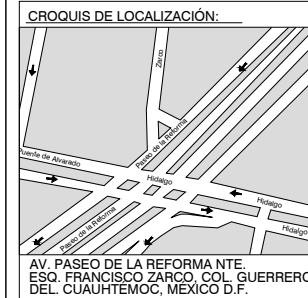 CROQUIS DE LOCALIZACIÓN:
Zarco
Paseo de la Reforma
Puente de Alvarado
Hidalgo
Hidalgo
Hidalgo
Paseo de la Reforma
AV. PASEO DE LA REFORMA NTE.
ESQ. FRANCISCO ZARCO, COL. GUERRERO
DEL. CUAUHTEMOC, MÉXICO D.F.